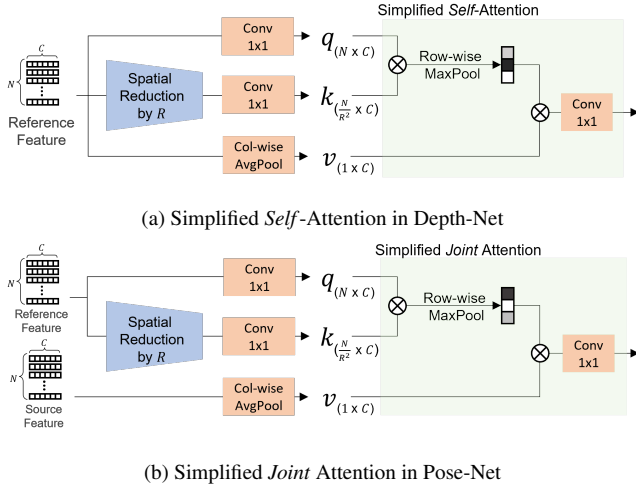 Simplified Self-Attention
C
N
Reference
Feature
Spatial
Reduction
by R
Conv
1x1
Conv
1x1
Col-wise
AvgPool
q(N x C)
k(N/R² x C)
v(1 x C)
Row-wise
MaxPool
Conv
1x1
(a) Simplified Self-Attention in Depth-Net
Simplified Joint Attention
C
N
Reference
Feature
C
N
Source
Feature
Spatial
Reduction
by R
Conv
1x1
Conv
1x1
Col-wise
AvgPool
q(N x C)
k(N/R² x C)
v(1 x C)
Row-wise
MaxPool
Conv
1x1
(b) Simplified Joint Attention in Pose-Net